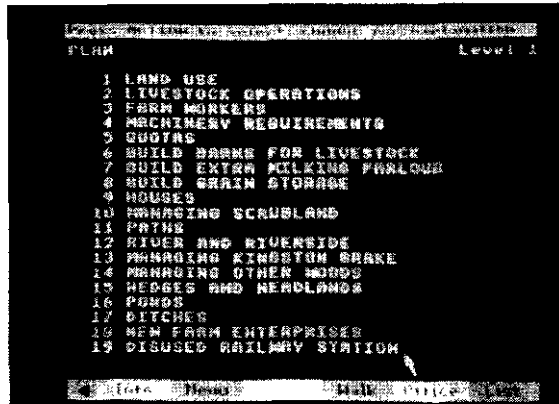 PLAN Level 1
1 LAND USE
2 LIVESTOCK OPERATIONS
3 FARM WORKERS
4 MACHINERY REQUIREMENTS
5 QUOTAS
6 BUILD BARNS FOR LIVESTOCK
7 BUILD EXTRA MILKING PARLOUR
8 BUILD GRAIN STORAGE
9 HOUSES
10 MANAGING SCRUBLAND
11 PATHS
12 RIVER AND RIVERSIDE
13 MANAGING KINGSTON BRAKE
14 MANAGING OTHER WOODS
15 HEDGES AND HEADLANDS
16 PONDS
17 DITCHES
18 NEW FARM ENTERPRISES
19 DISUSED RAILWAY STATION
Info Menu Walk Office